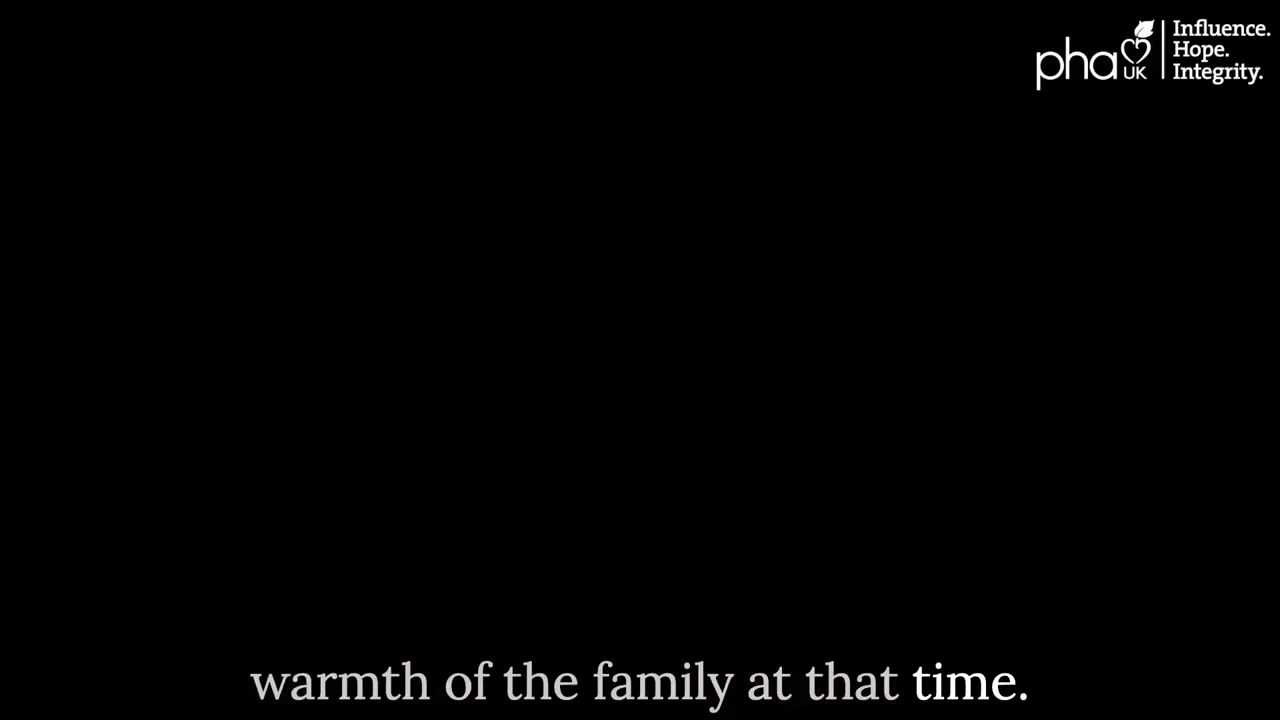 pha UK
Influence.
Hope.
Integrity.
warmth of the family at that time.